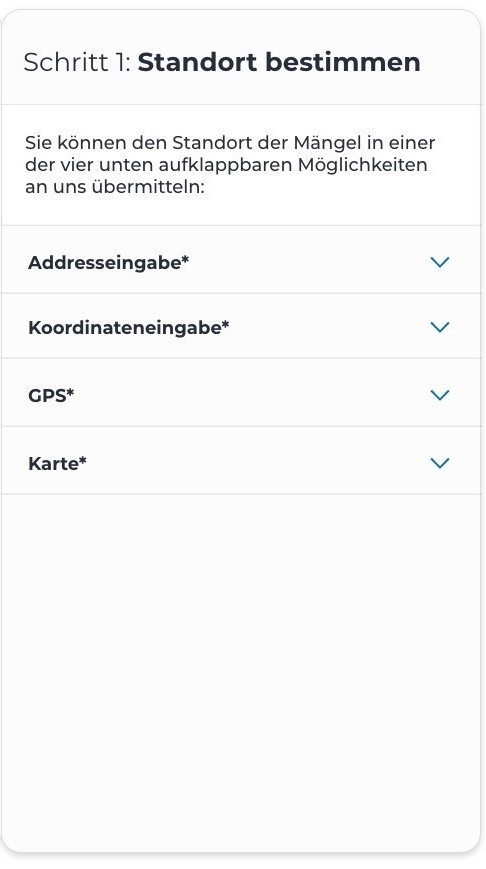 Schritt 1: Standort bestimmen
Sie können den Standort der Mängel in einer
der vier unten aufklappbaren Möglichkeiten
an uns übermitteln:
Addresseingabe*
Koordinateneingabe*
GPS*
Karte*